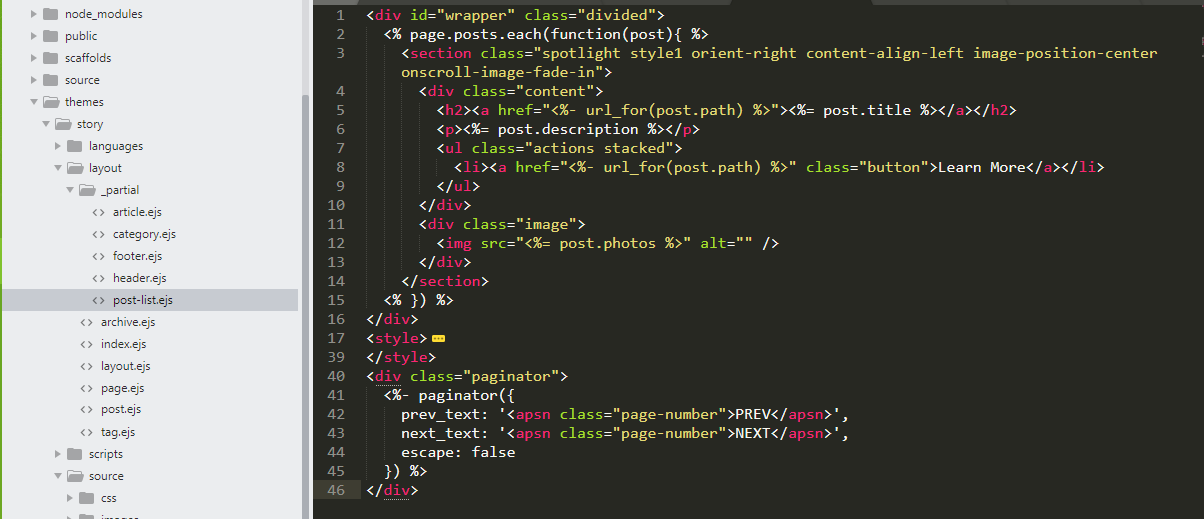 node_modules
public
scaffolds
source
themes
story
languages
layout
_partial
article.ejs
category.ejs
footer.ejs
header.ejs
post-list.ejs
archive.ejs
index.ejs
layout.ejs
page.ejs
post.ejs
tag.ejs
scripts
source
css
images
1 <div id="wrapper" class="divided">
2 <% page.posts.each(function(post){ %>
3 <section class="spotlight style1 orient-right content-align-left image-position-center
onscroll-image-fade-in">
4 <div class="content">
5 <h2><a href="<%- url_for(post.path) %>"><%= post.title %></a></h2>
6 <p><%= post.description %></p>
7 <ul class="actions stacked">
8 <li><a href="<%- url_for(post.path) %>" class="button">Learn More</a></li>
9 </ul>
10 </div>
11 <div class="image">
12 <img src="<%= post.photos %>" alt="" />
13 </div>
14 </section>
15 <% }) %>
16 </div>
17 <style>
39 </style>
40 <div class="paginator">
41 <%- paginator({
42 prev_text: '<apsn class="page-number">PREV</apsn>',
43 next_text: '<apsn class="page-number">NEXT</apsn>',
44 escape: false
45 }) %>
46 </div>